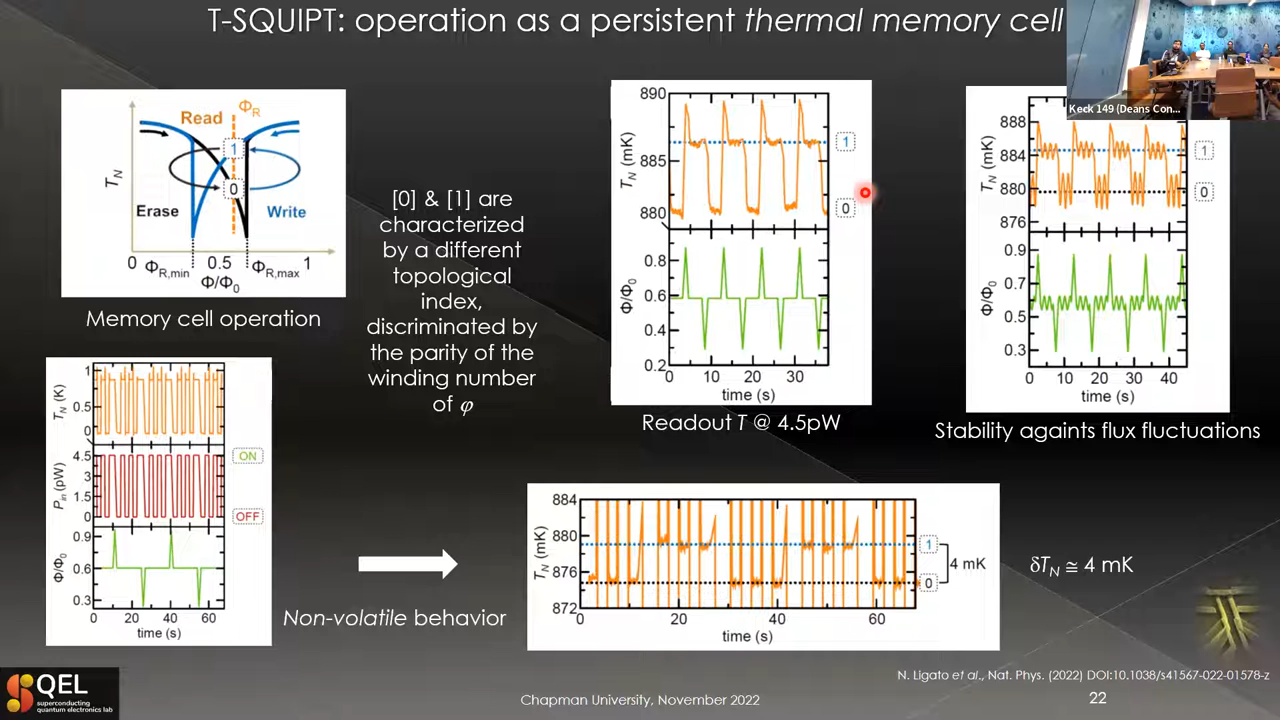 T-SQUIPT: operation as a persistent thermal memory cell
Keck 149 (Deans Con...
Read
Φ_R
1
0
T_N
Erase
Write
0 Φ_R,min 0.5 Φ_R,max 1
Φ/Φ_0
Memory cell operation
[0] & [1] are
characterized
by a different
topological
index,
discriminated by
the parity of the
winding number
of φ
890
885
880
T_N (mK)
1
0
0.8
0.6
0.4
0.2
Φ/Φ_0
0 10 20 30
time (s)
Readout T @ 4.5pW
888
884
880
876
T_N (mK)
1
0
0.9
0.7
0.5
0.3
Φ/Φ_0
0 10 20 30 40
time (s)
Stability againts flux fluctuations
1
0.5
0
T_N (K)
4.5
3
1.5
0
P_in (pW)
ON
OFF
0.9
0.6
0.3
Φ/Φ_0
0 20 40 60
time (s)
Non-volatile behavior
884
880
876
872
T_N (mK)
1
0
4 mK
0 20 40 60
time (s)
δT_N ≅ 4 mK
N. Ligato et al., Nat. Phys. (2022) DOI:10.1038/s41567-022-01578-z
SQEL
superconducting
quantum electronics lab
Chapman University, November 2022
22